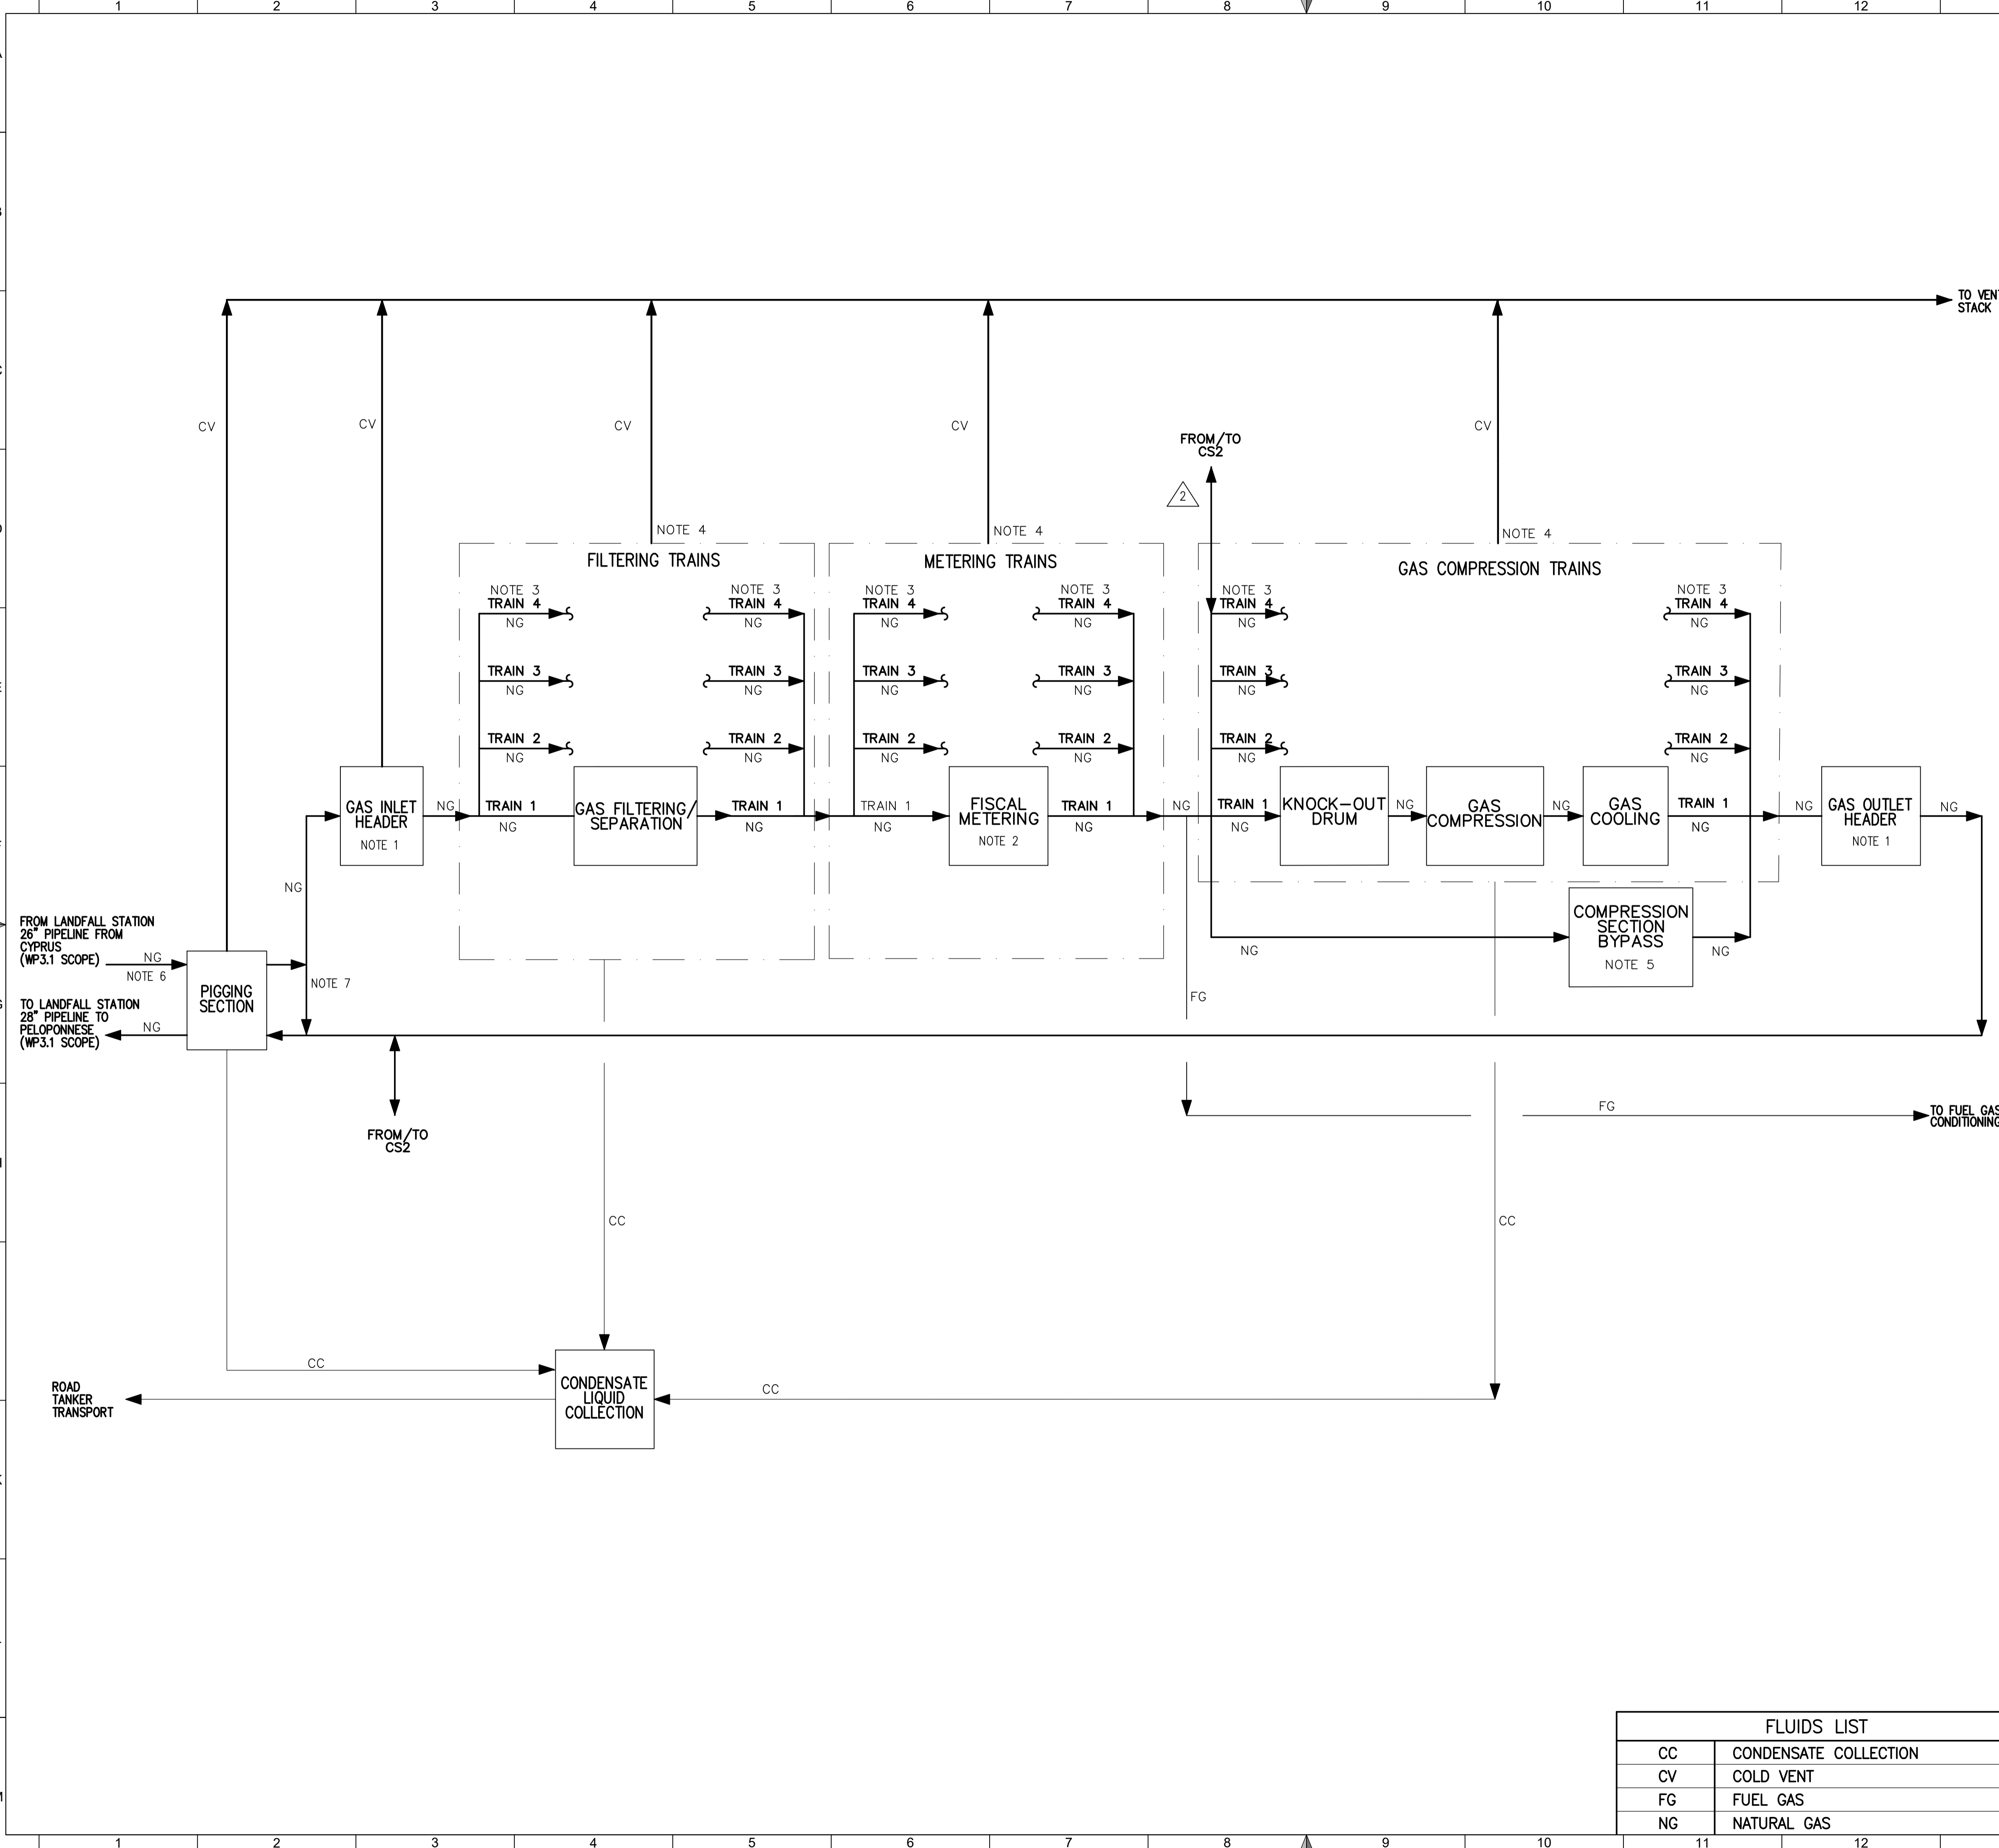 1 2 3 4 5 6 7 8 9 10 11 12
TO VENT
STACK
CV
CV
CV
CV
CV
FROM/TO
CS2
2
NOTE 4
NOTE 4
NOTE 4
FILTERING TRAINS
METERING TRAINS
GAS COMPRESSION TRAINS
NOTE 3
TRAIN 4
NG
NOTE 3
TRAIN 4
NG
NOTE 3
TRAIN 4
NG
NOTE 3
TRAIN 4
NG
NOTE 3
TRAIN 4
NG
NOTE 3
TRAIN 4
NG
TRAIN 3
NG
TRAIN 3
NG
TRAIN 3
NG
TRAIN 3
NG
TRAIN 3
NG
TRAIN 3
NG
TRAIN 2
NG
TRAIN 2
NG
TRAIN 2
NG
TRAIN 2
NG
TRAIN 2
NG
TRAIN 2
NG
GAS INLET
HEADER
NOTE 1
NG
TRAIN 1
NG
GAS FILTERING/
SEPARATION
TRAIN 1
NG
TRAIN 1
NG
FISCAL
METERING
NOTE 2
TRAIN 1
NG
NG
TRAIN 1
NG
KNOCK-OUT
DRUM
NG
GAS
COMPRESSION
NG
GAS
COOLING
TRAIN 1
NG
NG
GAS OUTLET
HEADER
NOTE 1
NG
NG
FROM LANDFALL STATION
26" PIPELINE FROM
CYPRUS
(WP3.1 SCOPE)
NG
NOTE 6
PIGGING
SECTION
NOTE 7
TO LANDFALL STATION
28" PIPELINE TO
PELOPONNESE
(WP3.1 SCOPE)
NG
NG
COMPRESSION
SECTION
BYPASS
NOTE 5
NG
FG
FROM/TO
CS2
FG
TO FUEL GAS
CONDITIONING
CC
CC
CC
CONDENSATE
LIQUID
COLLECTION
CC
ROAD
TANKER
TRANSPORT
FLUIDS LIST
CC CONDENSATE COLLECTION
CV COLD VENT
FG FUEL GAS
NG NATURAL GAS
1 2 3 4 5 6 7 8 9 10 11 12